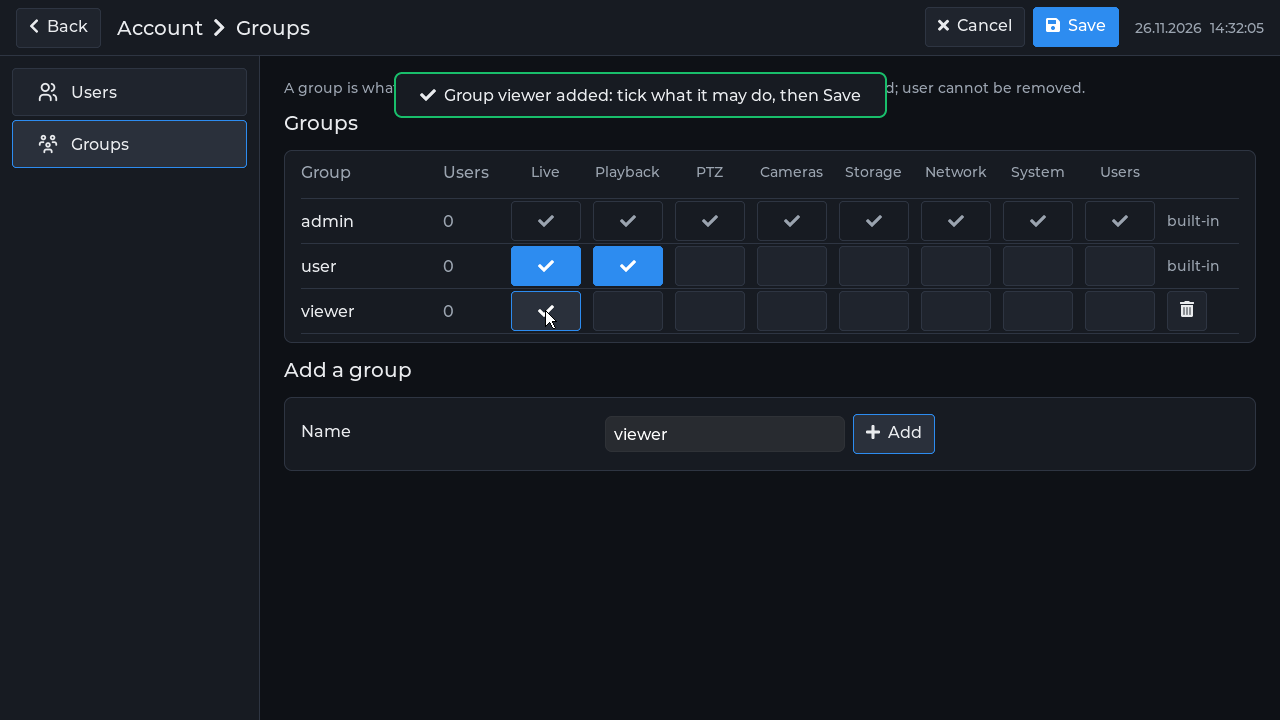 Back
Account > Groups
Cancel
Save
26.11.2026 14:32:05
Users
Groups
A group is
d; user cannot be removed.
Group viewer added: tick what it may do, then Save
Groups
Group Users Live Playback PTZ Cameras Storage Network System Users
admin 0 built-in
user 0 built-in
viewer 0
Add a group
Name viewer Add